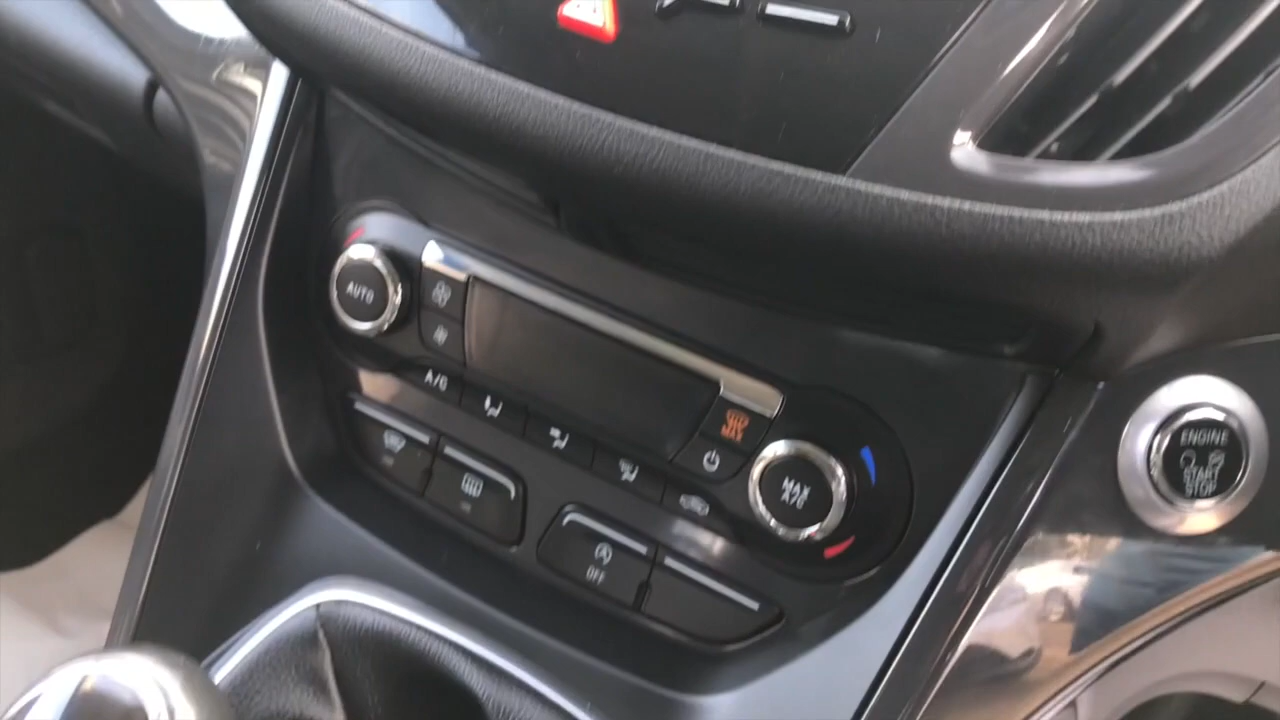 AUTO
A/C
MAX
A/C
OFF
ENGINE
START
STOP